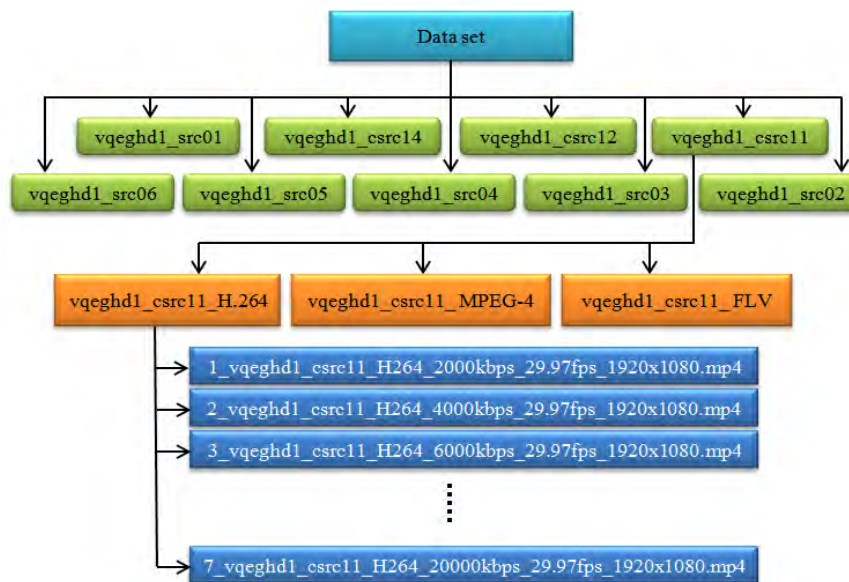 Data set
vqeghd1_src01
vqeghd1_csrc14
vqeghd1_csrc12
vqeghd1_csrc11
vqeghd1_src06
vqeghd1_src05
vqeghd1_src04
vqeghd1_src03
vqeghd1_src02
vqeghd1_csrc11_H.264
vqeghd1_csrc11_MPEG-4
vqeghd1_csrc11_FLV
1_vqeghd1_csrc11_H264_2000kbps_29.97fps_1920x1080.mp4
2_vqeghd1_csrc11_H264_4000kbps_29.97fps_1920x1080.mp4
3_vqeghd1_csrc11_H264_6000kbps_29.97fps_1920x1080.mp4
7_vqeghd1_csrc11_H264_20000kbps_29.97fps_1920x1080.mp4